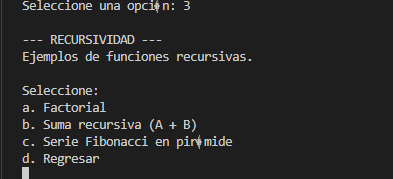 Seleccione una opci�n: 3
--- RECURSIVIDAD ---
Ejemplos de funciones recursivas.
Seleccione:
a. Factorial
b. Suma recursiva (A + B)
c. Serie Fibonacci en pir�mide
d. Regresar